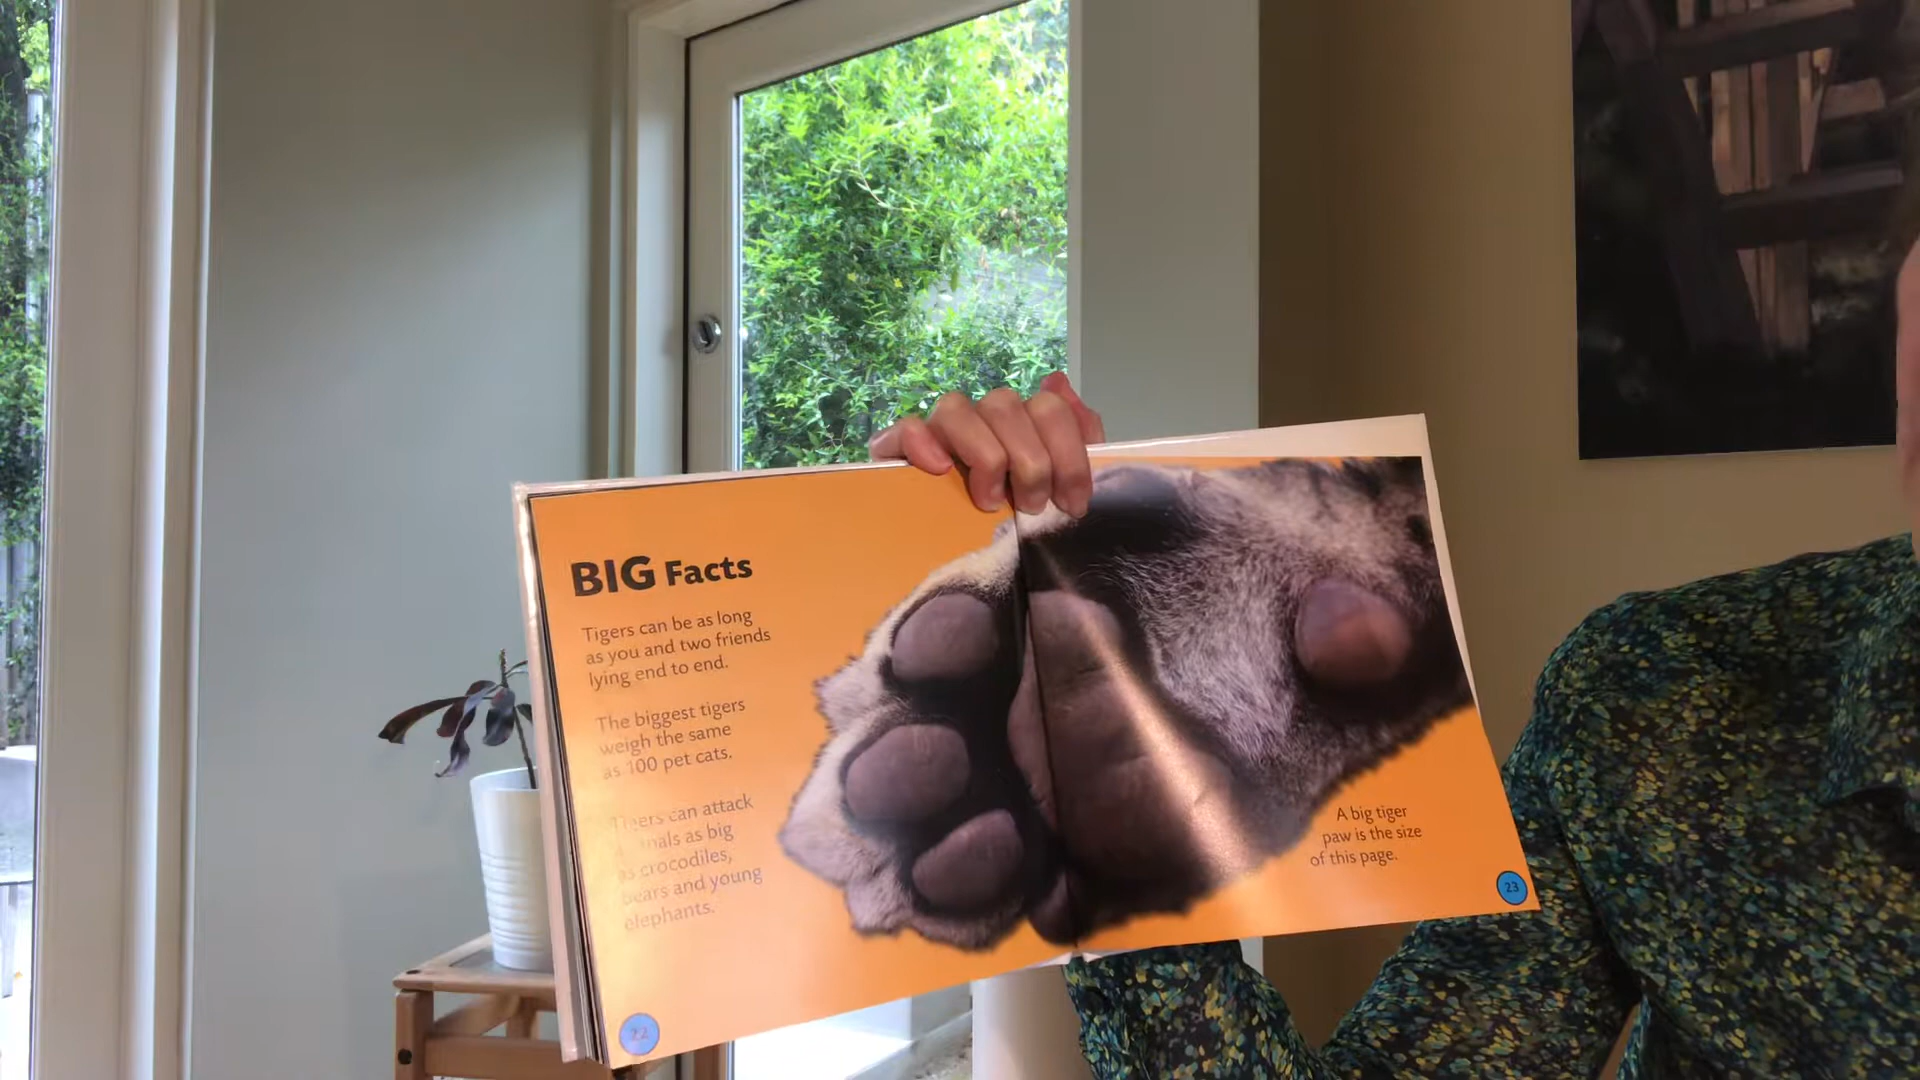 BIG Facts
Tigers can be as long
as you and two friends
lying end to end.
The biggest tigers
weigh the same
as 100 pet cats.
Tigers can attack
as big
as crocodiles,
bears and young
elephants.
22
A big tiger
paw is the size
of this page.
23